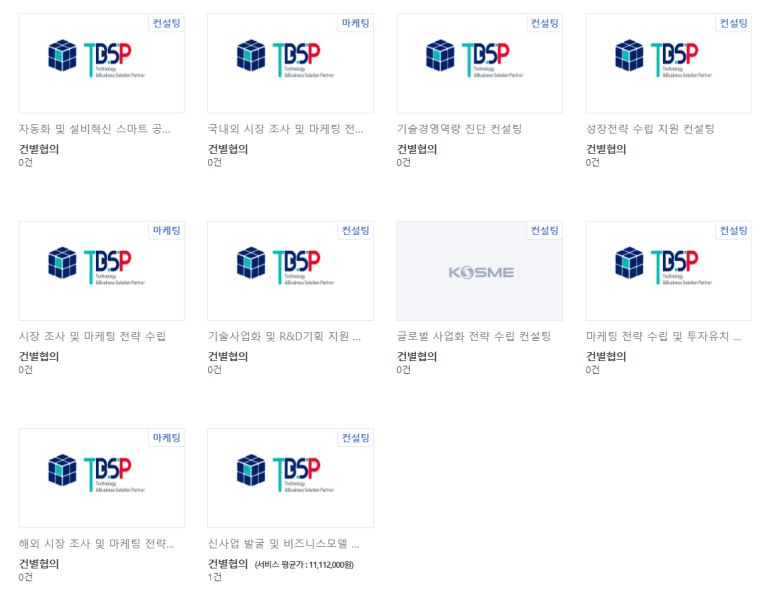 컨설팅
TBSP
Technology
&Business Solution Partner
자동화 및 설비혁신 스마트 공...
건별협의
0건
마케팅
TBSP
Technology
&Business Solution Partner
국내외 시장 조사 및 마케팅 전...
건별협의
0건
컨설팅
TBSP
Technology
&Business Solution Partner
기술경영역량 진단 컨설팅
건별협의
0건
컨설팅
TBSP
Technology
&Business Solution Partner
성장전략 수립 지원 컨설팅
건별협의
0건
마케팅
TBSP
Technology
&Business Solution Partner
시장 조사 및 마케팅 전략 수립
건별협의
0건
컨설팅
TBSP
Technology
&Business Solution Partner
기술사업화 및 R&D기획 지원 ...
건별협의
0건
컨설팅
KOSME
글로벌 사업화 전략 수립 컨설팅
건별협의
0건
컨설팅
TBSP
Technology
&Business Solution Partner
마케팅 전략 수립 및 투자유치 ...
건별협의
0건
마케팅
TBSP
Technology
&Business Solution Partner
해외 시장 조사 및 마케팅 전략...
건별협의
0건
컨설팅
TBSP
Technology
&Business Solution Partner
신사업 발굴 및 비즈니스모델 ...
건별협의 (서비스 평균가 : 11,112,000원)
1건